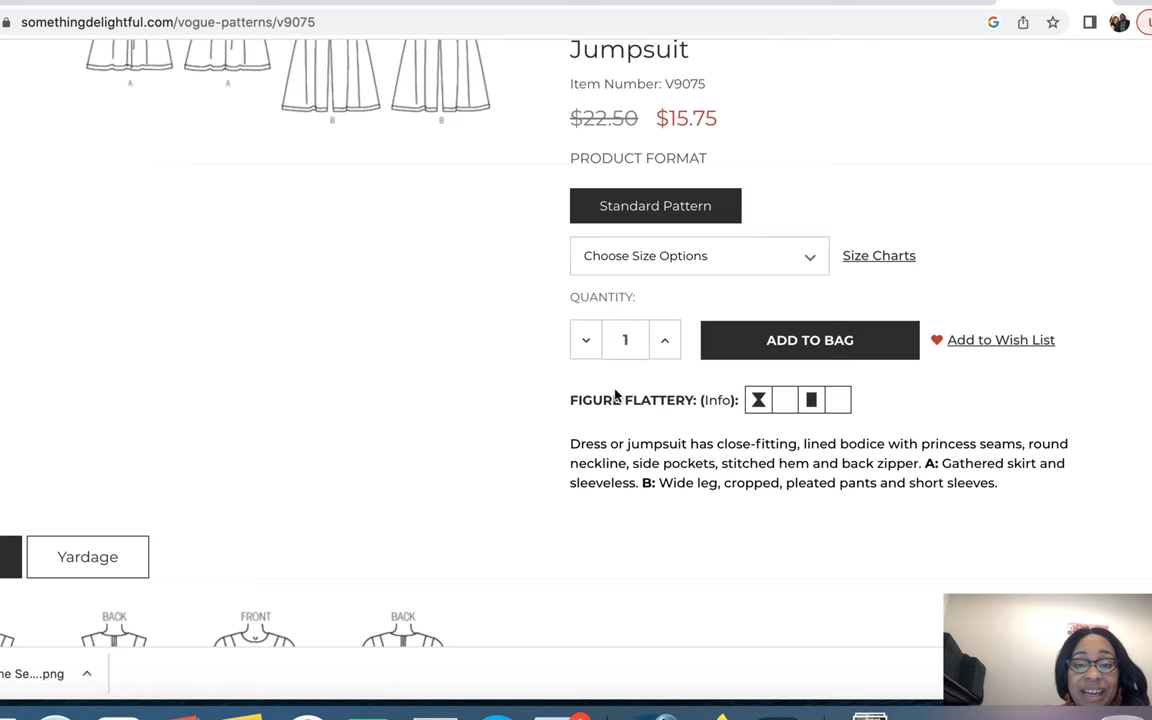 somethingdelightful.com/vogue-patterns/v9075
Jumpsuit
Item Number: V9075
$22.50 $15.75
PRODUCT FORMAT
Standard Pattern
Choose Size Options
Size Charts
QUANTITY:
1
ADD TO BAG
Add to Wish List
FIGURE FLATTERY: (Info):
Dress or jumpsuit has close-fitting, lined bodice with princess seams, round
neckline, side pockets, stitched hem and back zipper. A: Gathered skirt and
sleeveless. B: Wide leg, cropped, pleated pants and short sleeves.
A
A
B
B
Yardage
BACK
FRONT
BACK
ne Se....png